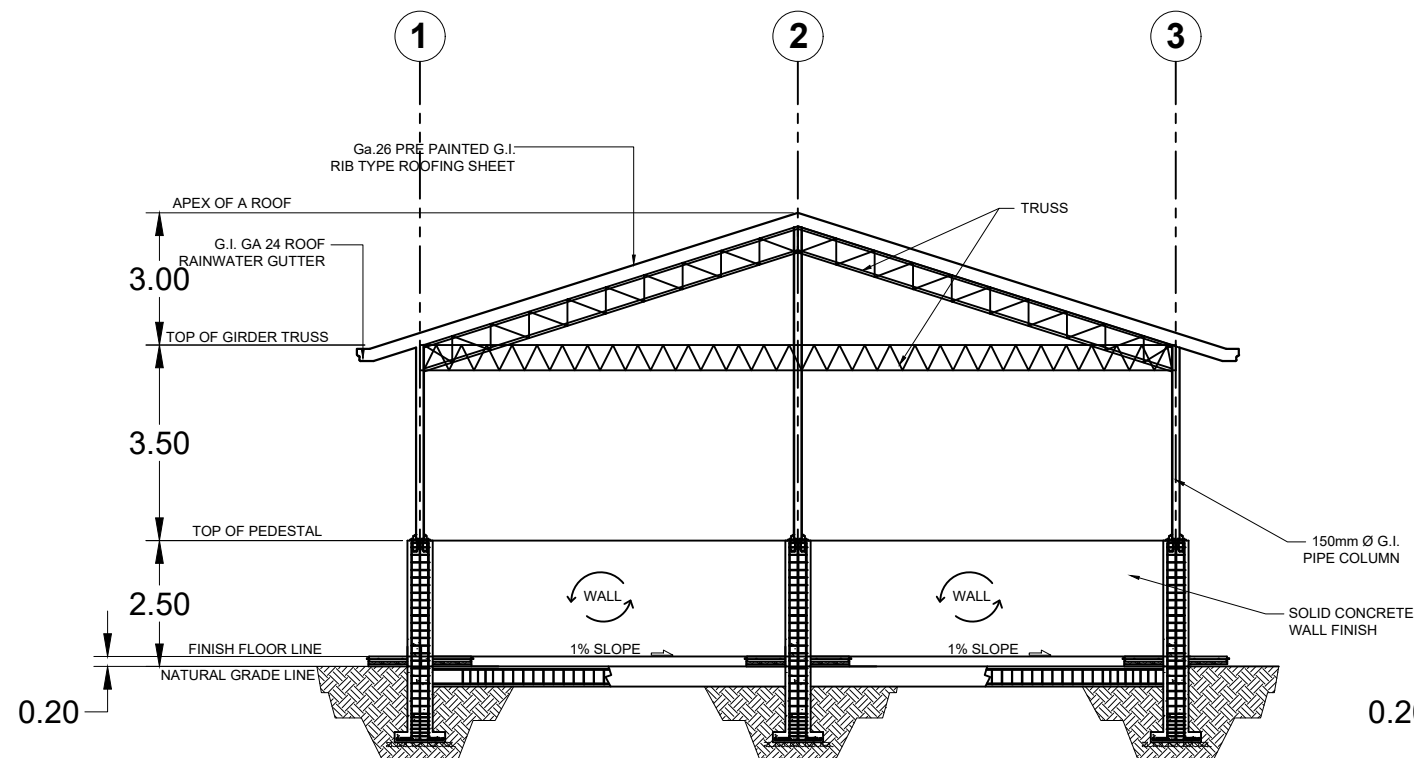 1
2
3
Ga.26 PRE PAINTED G.I.
RIB TYPE ROOFING SHEET
APEX OF A ROOF
TRUSS
G.I. GA 24 ROOF
RAINWATER GUTTER
3.00
TOP OF GIRDER TRUSS
3.50
TOP OF PEDESTAL
150mm Ø G.I.
PIPE COLUMN
2.50
WALL
WALL
SOLID CONCRETE
WALL FINISH
FINISH FLOOR LINE
1% SLOPE
1% SLOPE
NATURAL GRADE LINE
0.20